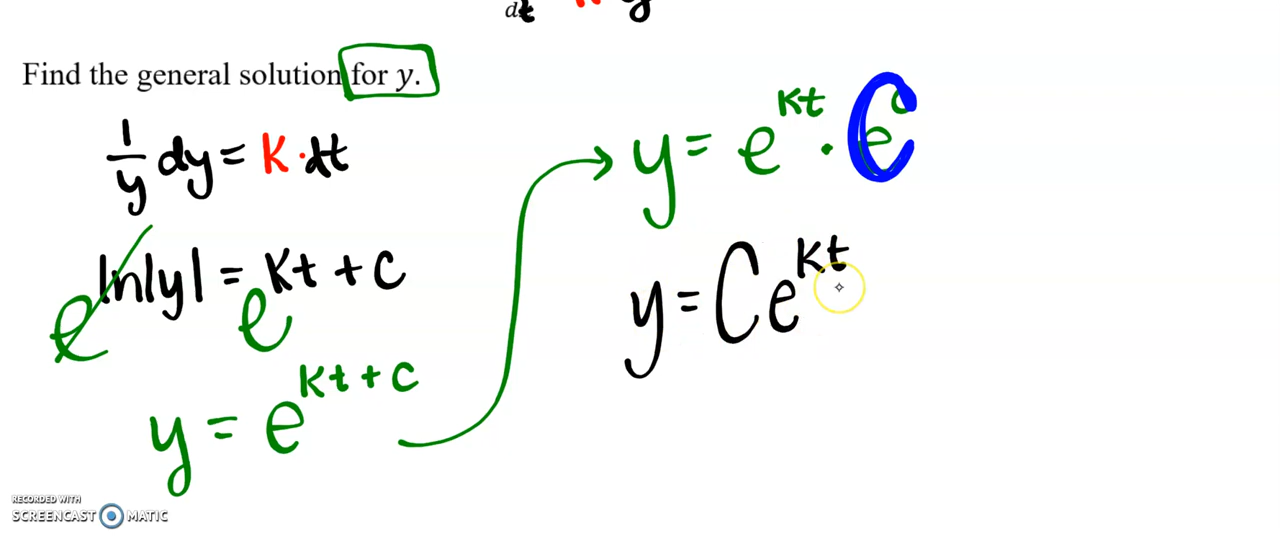 Find the general solution for y.
1/y dy = K · dt
e^ln|y| = e^Kt + C
y = e^Kt + C
y = e^Kt · e^C
C
y = Ce^Kt
RECORDED WITH
SCREENCAST MATIC